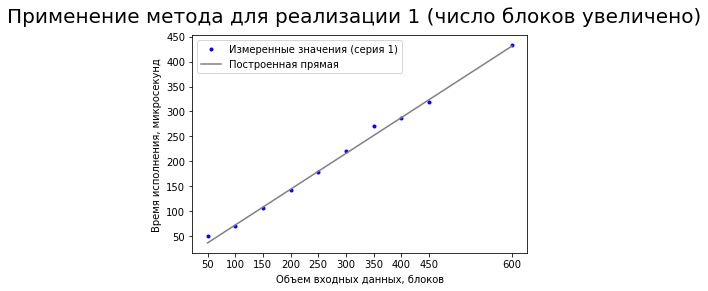 Применение метода для реализации 1 (число блоков увеличено)
450
400
350
300
250
200
150
100
50
Время исполнения, микросекунд
Измеренные значения (серия 1)
Построенная прямая
50 100 150 200 250 300 350 400 450 600
Объем входных данных, блоков